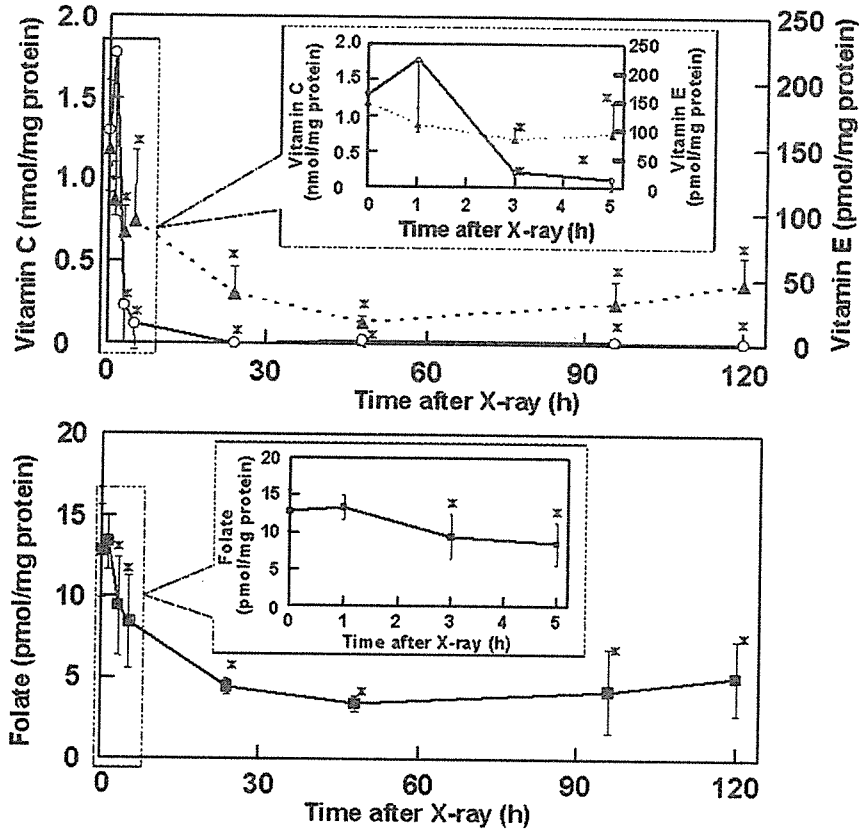 Vitamin C (nmol/mg protein)
2.0
1.5
1.0
0.5
0
Vitamin E (pmol/mg protein)
250
200
150
100
50
0
0 30 60 90 120
Time after X-ray (h)
Vitamin C
(nmol/mg protein)
2.0
1.5
1.0
0.5
0
Vitamin E
(pmol/mg protein)
250
200
150
100
50
0
0 1 2 3 4 5
Time after X-ray (h)
Folate (pmol/mg protein)
20
15
10
5
0
0 30 60 90 120
Time after X-ray (h)
Folate
(pmol/mg protein)
20
15
10
5
0
0 1 2 3 4 5
Time after X-ray (h)